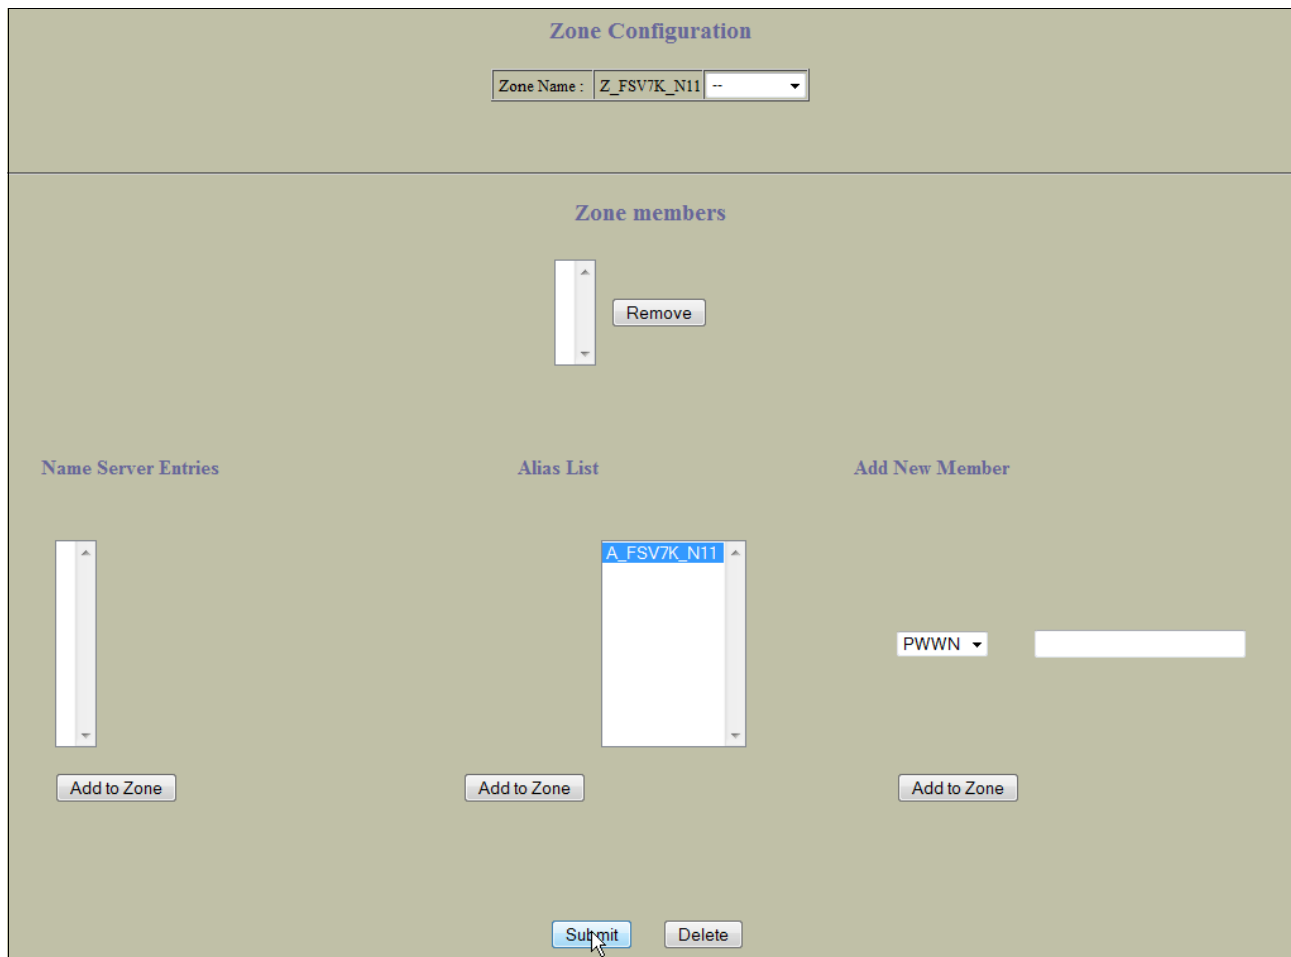 Zone Configuration
Zone Name : Z_FSV7K_N11 --
Zone members
Remove
Name Server Entries Alias List Add New Member
A_FSV7K_N11
PWWN
Add to Zone Add to Zone Add to Zone
Submit Delete